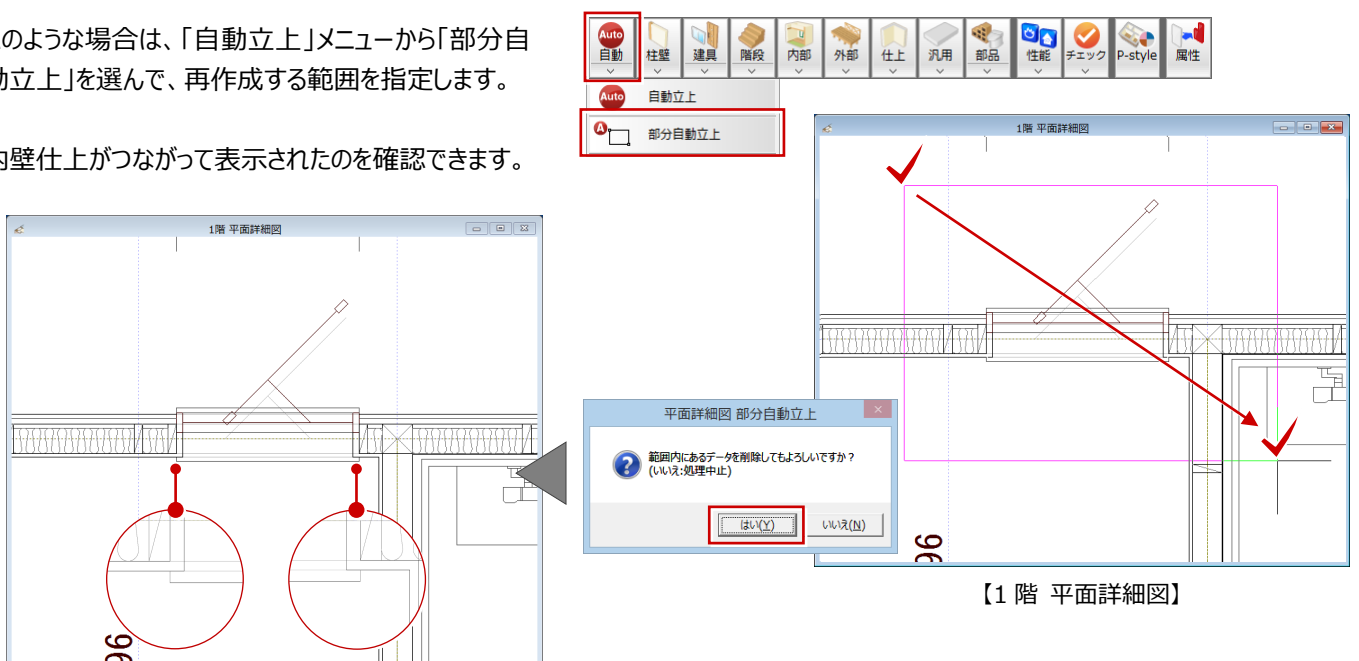 のような場合は、「自動立上」メニューから「部分自
動立上」を選んで、再作成する範囲を指定します。
内壁仕上がつながって表示されたのを確認できます。
Auto
自動 柱壁 建具 階段 内部 外部 仕上 汎用 部品 性能 チェック P-style 属性
Auto 自動立上
A 部分自動立上
1階 平面詳細図
1階 平面詳細図
平面詳細図 部分自動立上
範囲内にあるデータを削除してもよろしいですか？
(いいえ:処理中止)
はい(Y) いいえ(N)
96
96
【1 階 平面詳細図】